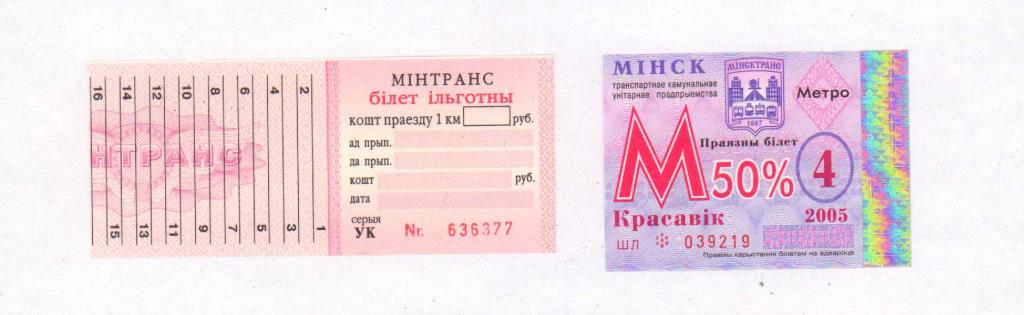 16 14 12 10 8 6 4 2
НТРАНС
15 13 11 9 7 5 3 1
МІНТРАНС
білет ільготны
кошт праезду 1 км руб.
ад прып.
да прып.
кошт руб.
дата
серыя
УК Nr. 636377
МІНСК
транспартнае камунальнае
унітарнае прадпрыемства
МІНСКТРАНС
1887
Метро
Праязны білет
М 50% 4
Красавік 2005
ШЛ 039219
Правілы карыстання білетам на адвароце